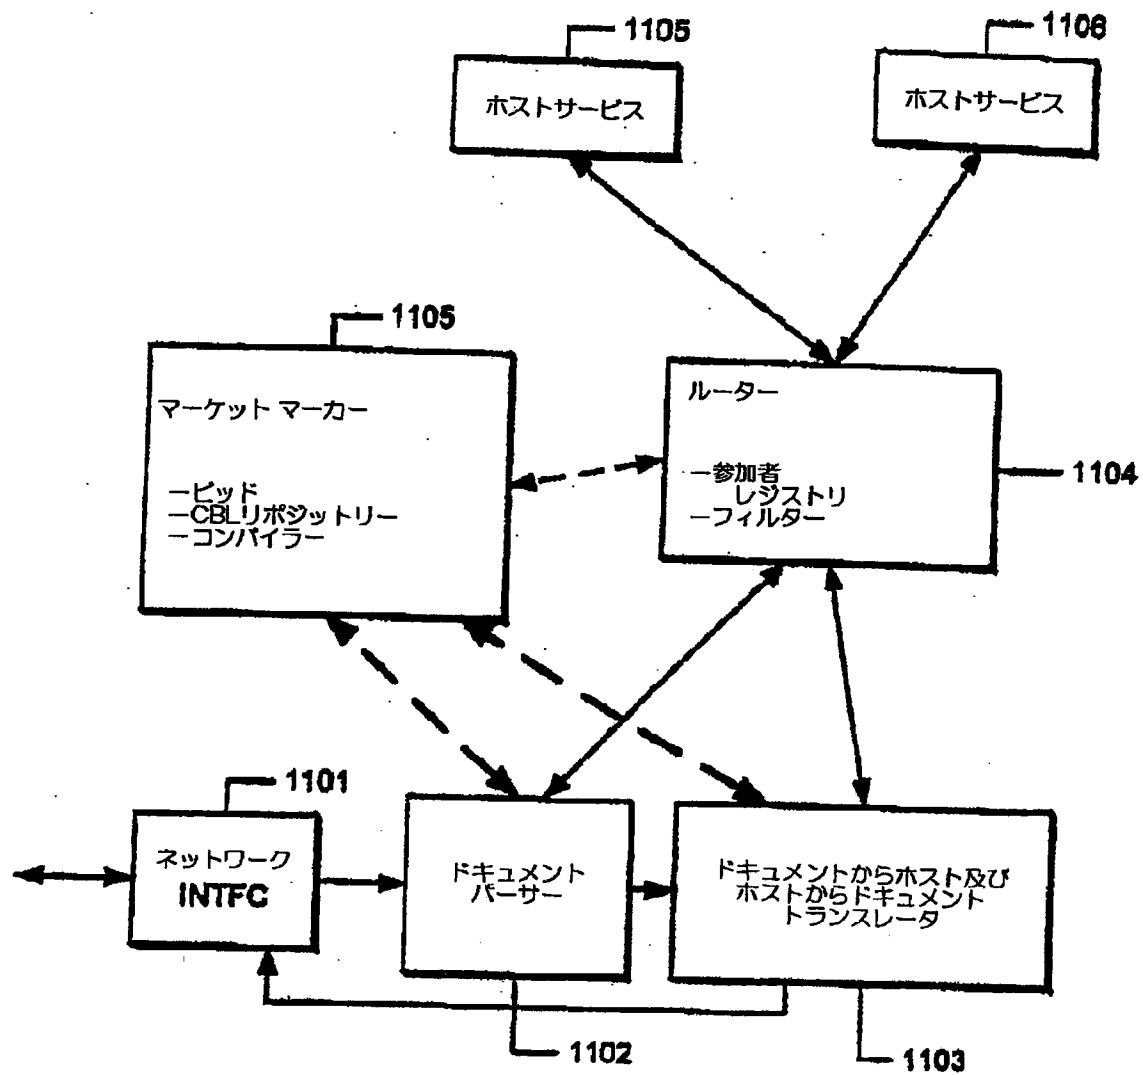 1105
1106
ホストサービス
ホストサービス
1105
マーケット マーカー
ービッド
ーCBLリポジットリー
ーコンパイラー
ルーター
ー参加者
レジストリ
ーフィルター
1104
1101
ネットワーク
INTFC
ドキュメント
パーサー
ドキュメントからホスト及び
ホストからドキュメント
トランスレータ
1102
1103